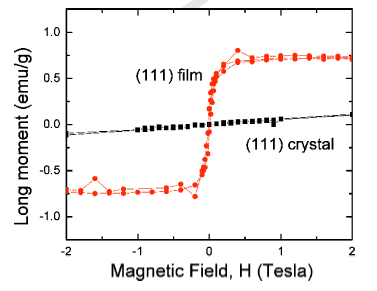 1.0
0.5
0.0
-0.5
-1.0
Long moment (emu/g)
(111) film
(111) crystal
-2 -1 0 1 2
Magnetic Field, H (Tesla)